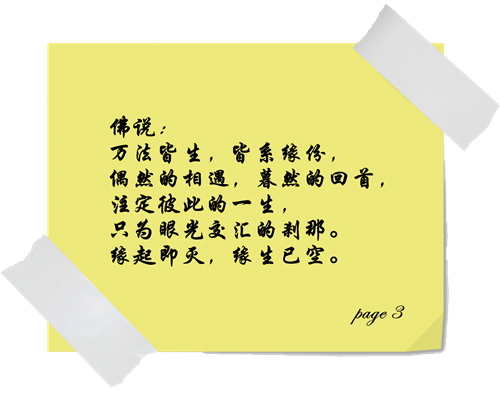 佛说：
万法皆生，皆系缘份，
偶然的相遇，暮然的回首，
注定彼此的一生，
只为眼光交汇的刹那。
缘起即灭，缘生已空。
page 3